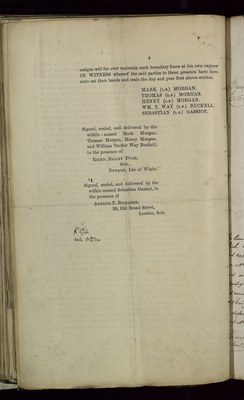 4
assigns will for ever maintain such boundary fence at his own expense
IN WITNESS whereof the said parties to these presents have here-
unto set their hands and seals the day and year first above written.
MARK (L.S.) MORGAN.
THOMAS (L.S.) MORGAN.
HENRY (L.S.) MORGAN.
WM. T. WAY (L.S.) BUCKELL.
SEBASTIAN (L.S.) GASSIOT.
Signed, sealed, and delivered by the
within-named Mark Morgan,
Thomas Morgan, Henry Morgan,
and William Tucker Way Buckell,
in the presence of
BAILEY
Solr.,
Newport, Isle of Wight.
Signed, sealed, and delivered by the
within-named Sebastian Gassiot, in
the presence of
ARTHUR T. RICHARDS,
Old Broad Street,
London, Solr.